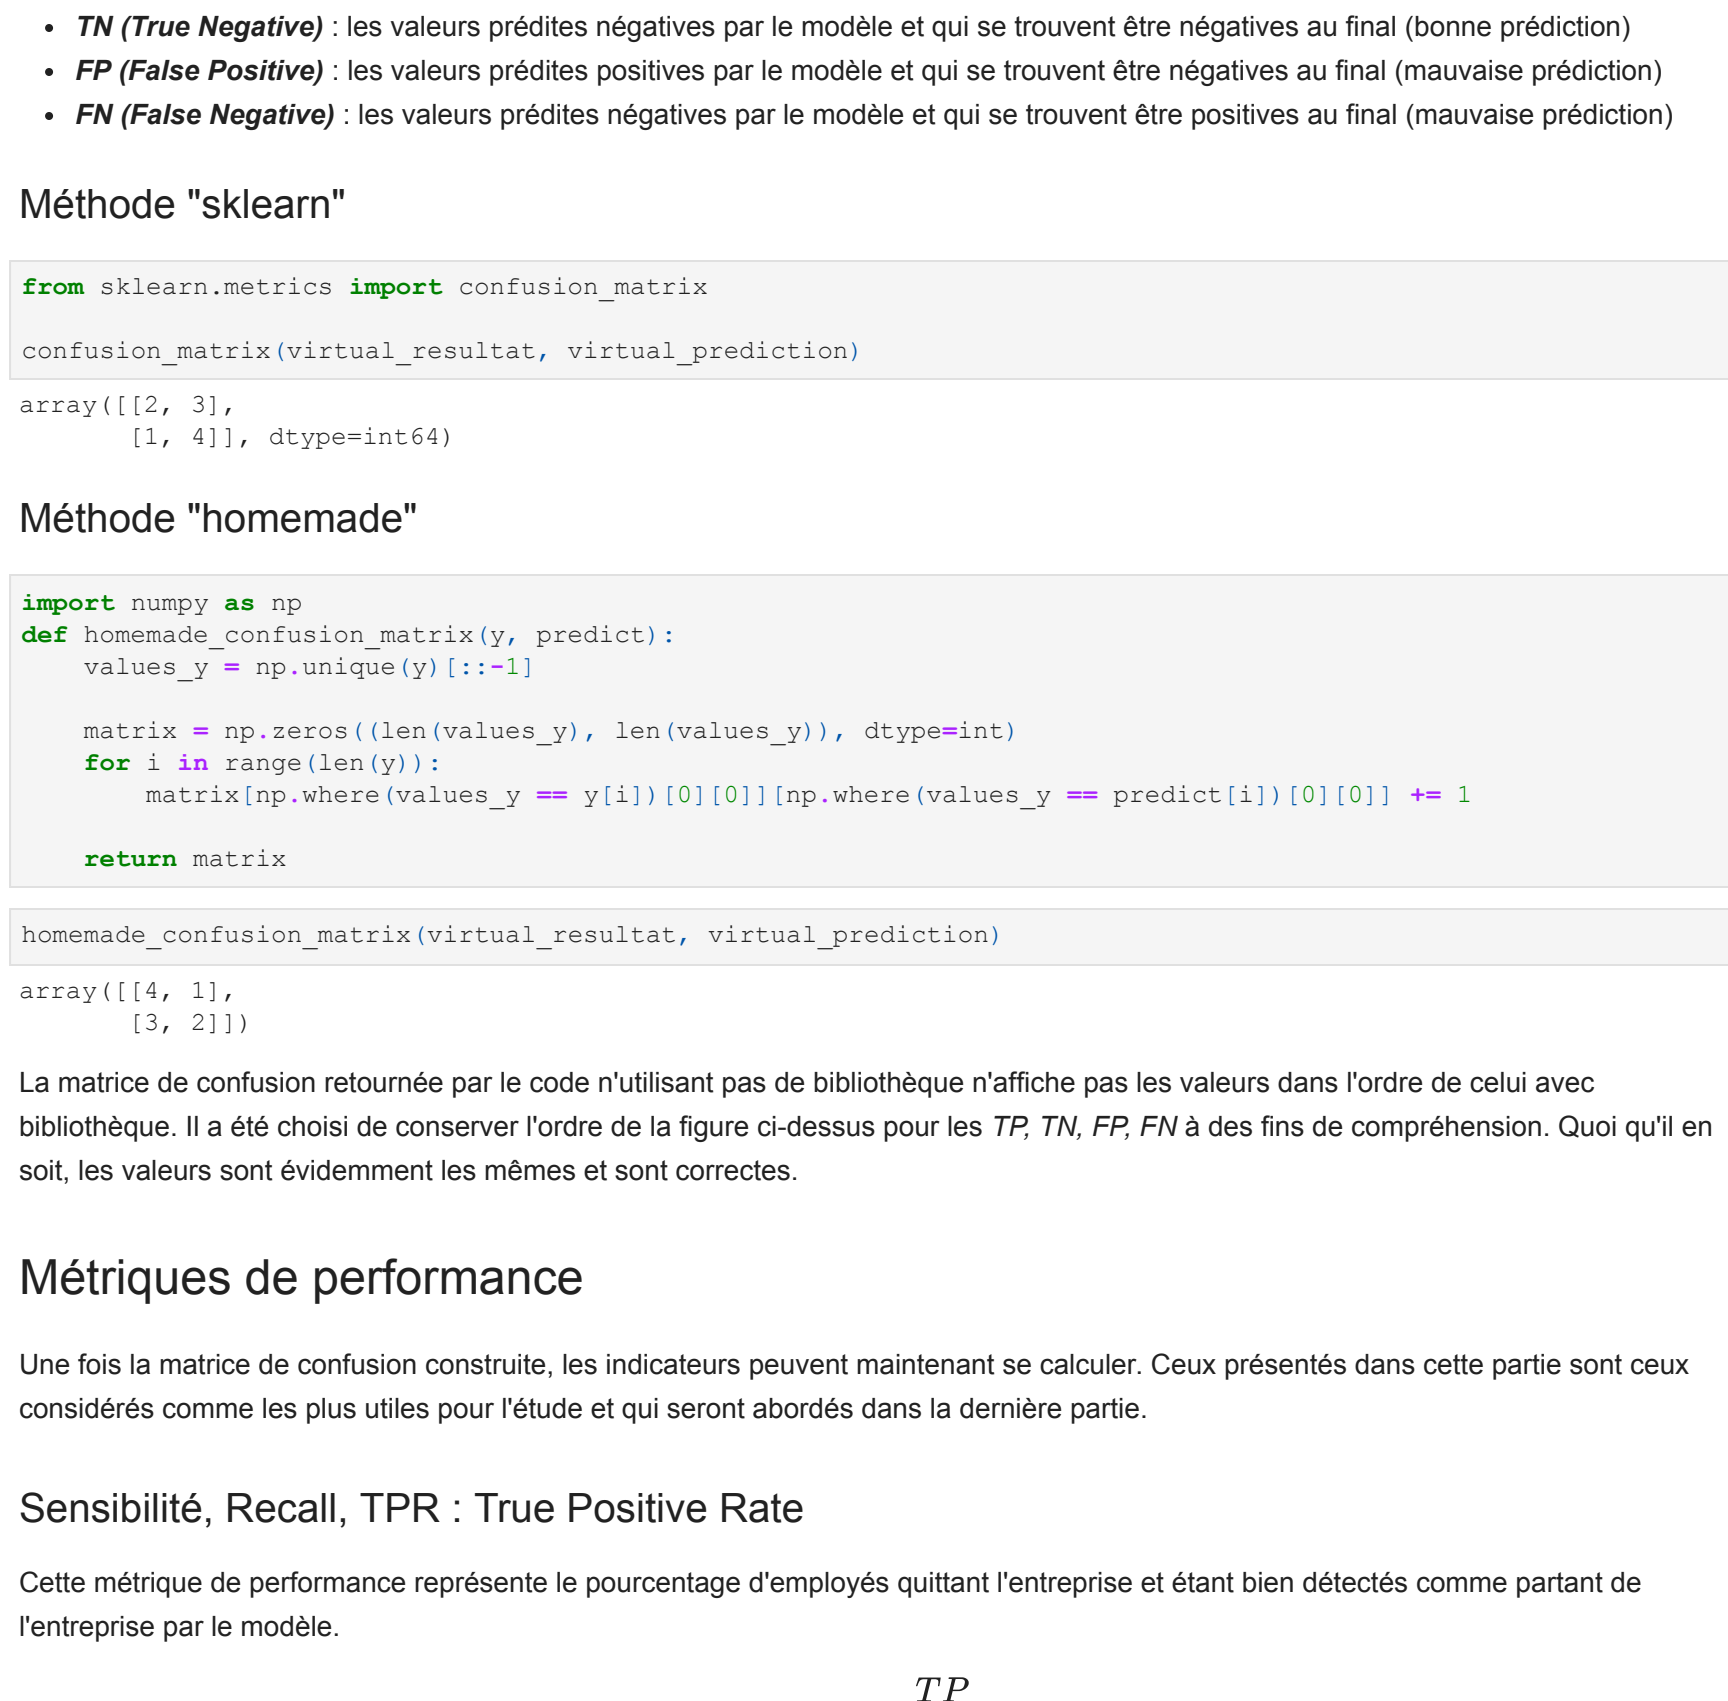 • TN (True Negative) : les valeurs prédites négatives par le modèle et qui se trouvent être négatives au final (bonne prédiction)
• FP (False Positive) : les valeurs prédites positives par le modèle et qui se trouvent être négatives au final (mauvaise prédiction)
• FN (False Negative) : les valeurs prédites négatives par le modèle et qui se trouvent être positives au final (mauvaise prédiction)
Méthode "sklearn"
from sklearn.metrics import confusion_matrix
confusion_matrix(virtual_resultat, virtual_prediction)
array([[2, 3],
       [1, 4]], dtype=int64)
Méthode "homemade"
import numpy as np
def homemade_confusion_matrix(y, predict):
    values_y = np.unique(y)[::-1]
    matrix = np.zeros((len(values_y), len(values_y)), dtype=int)
    for i in range(len(y)):
        matrix[np.where(values_y == y[i])[0][0]][np.where(values_y == predict[i])[0][0]] += 1
    return matrix
homemade_confusion_matrix(virtual_resultat, virtual_prediction)
array([[4, 1],
       [3, 2]])
La matrice de confusion retournée par le code n'utilisant pas de bibliothèque n'affiche pas les valeurs dans l'ordre de celui avec
bibliothèque. Il a été choisi de conserver l'ordre de la figure ci-dessus pour les TP, TN, FP, FN à des fins de compréhension. Quoi qu'il en
soit, les valeurs sont évidemment les mêmes et sont correctes.
Métriques de performance
Une fois la matrice de confusion construite, les indicateurs peuvent maintenant se calculer. Ceux présentés dans cette partie sont ceux
considérés comme les plus utiles pour l'étude et qui seront abordés dans la dernière partie.
Sensibilité, Recall, TPR : True Positive Rate
Cette métrique de performance représente le pourcentage d'employés quittant l'entreprise et étant bien détectés comme partant de
l'entreprise par le modèle.
TP